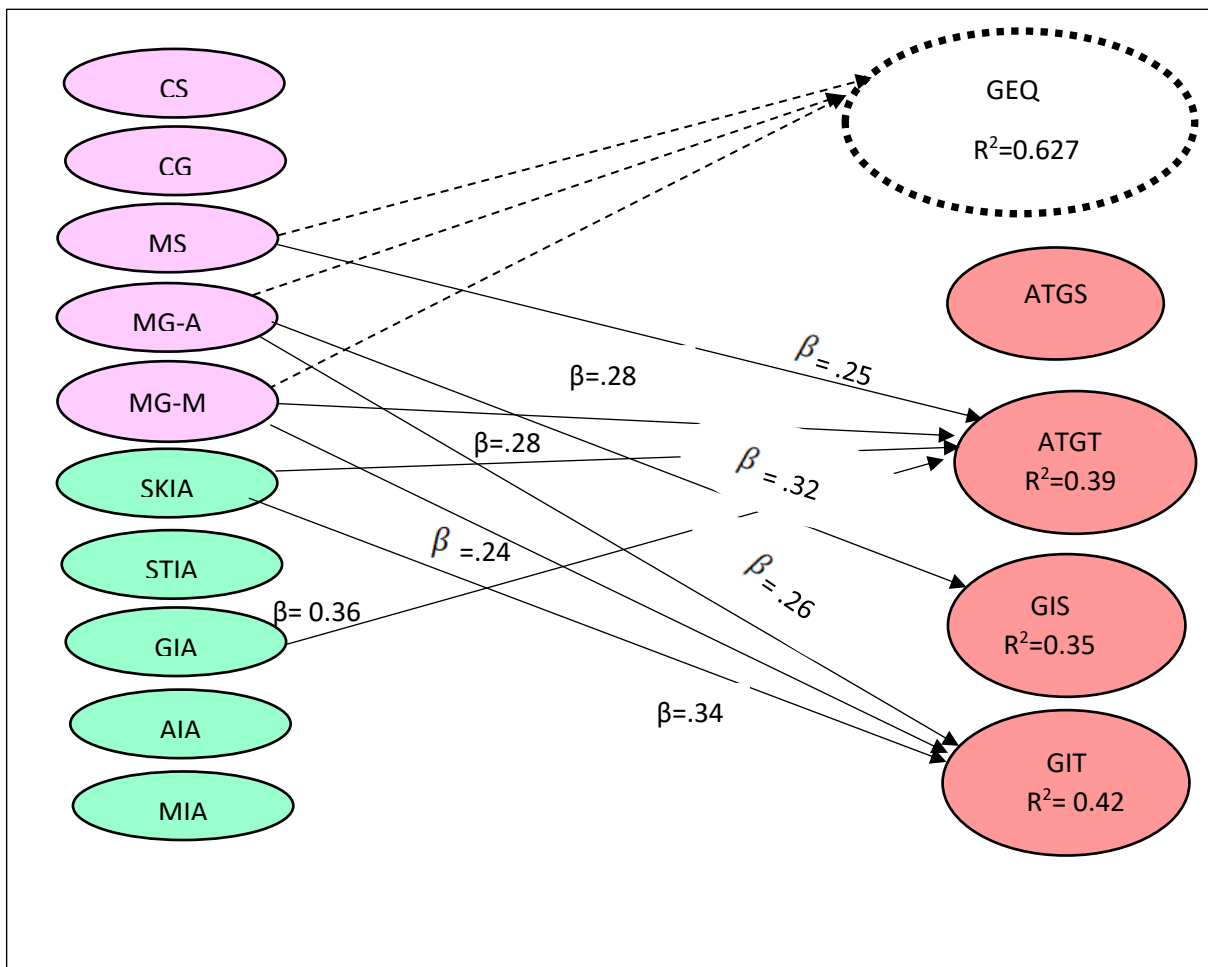 CS
CG
MS
MG-A
MG-M
SKIA
STIA
GIA
AIA
MIA
β=.28
β=.28
β =.24
β= 0.36
β=.34
β= .25
β =.32
β =.26
GEQ
R²=0.627
ATGS
ATGT
R²=0.39
GIS
R²=0.35
GIT
R²= 0.42